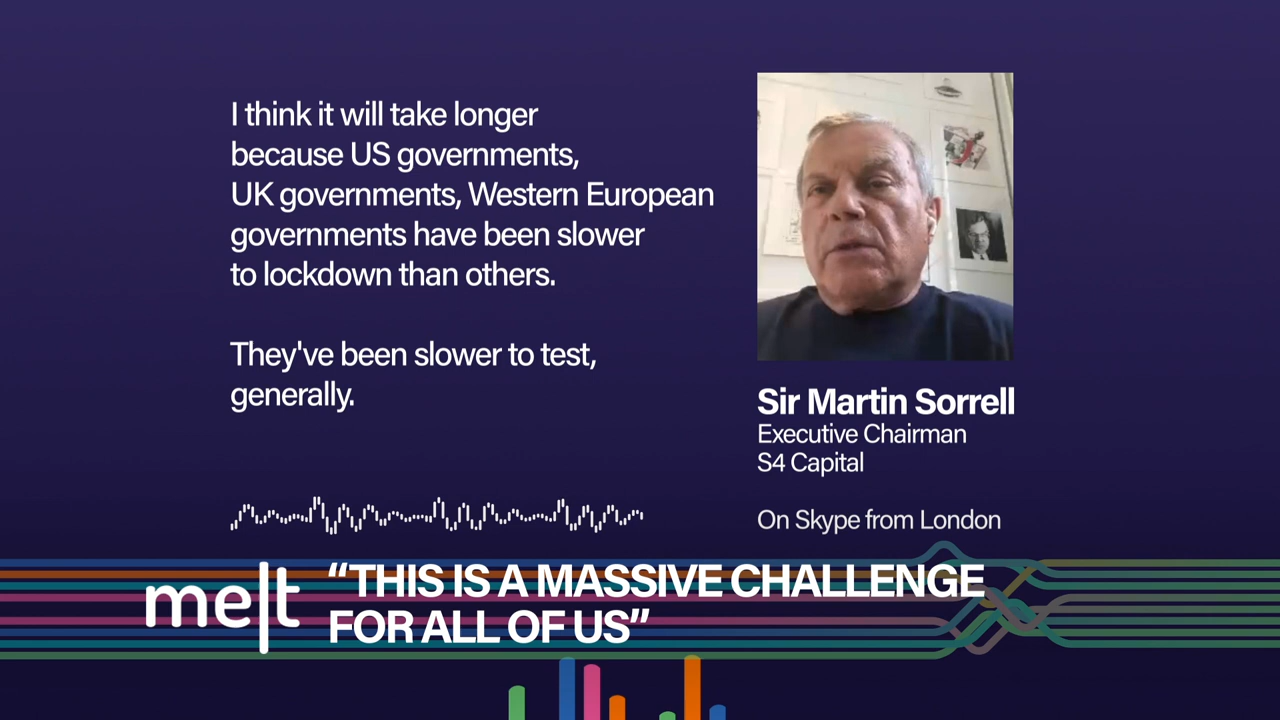 I think it will take longer
because US governments,
UK governments, Western European
governments have been slower
to lockdown than others.
They've been slower to test,
generally.
Sir Martin Sorrell
Executive Chairman
S4 Capital
On Skype from London
melt
“THIS IS A MASSIVE CHALLENGE
FOR ALL OF US”